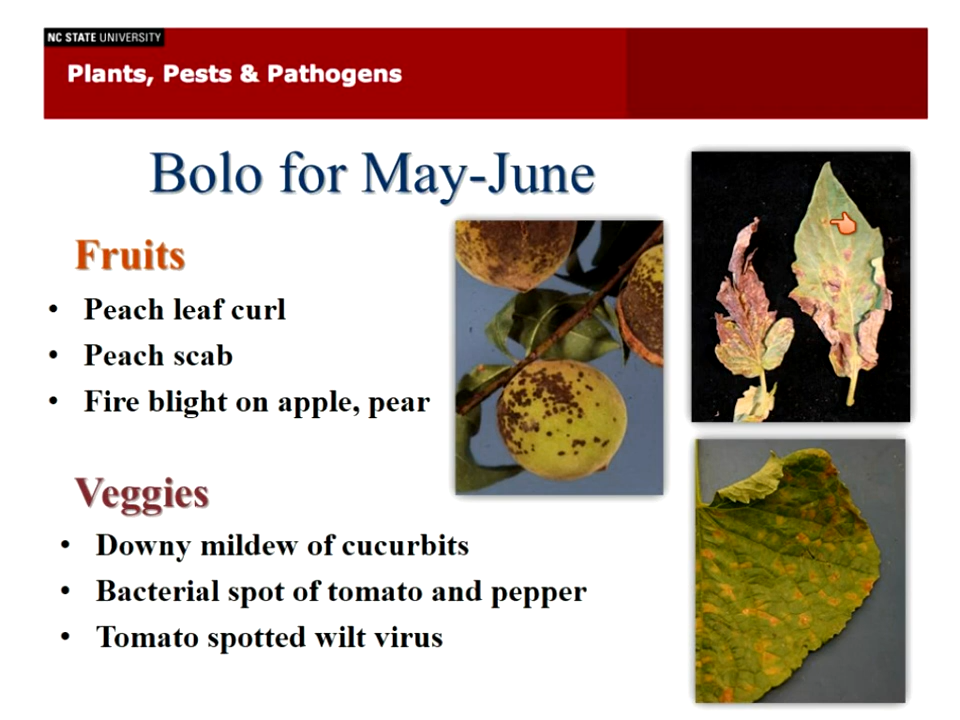 NC STATE UNIVERSITY
Plants, Pests & Pathogens
Bolo for May-June
Fruits
• Peach leaf curl
• Peach scab
• Fire blight on apple, pear
Veggies
• Downy mildew of cucurbits
• Bacterial spot of tomato and pepper
• Tomato spotted wilt virus